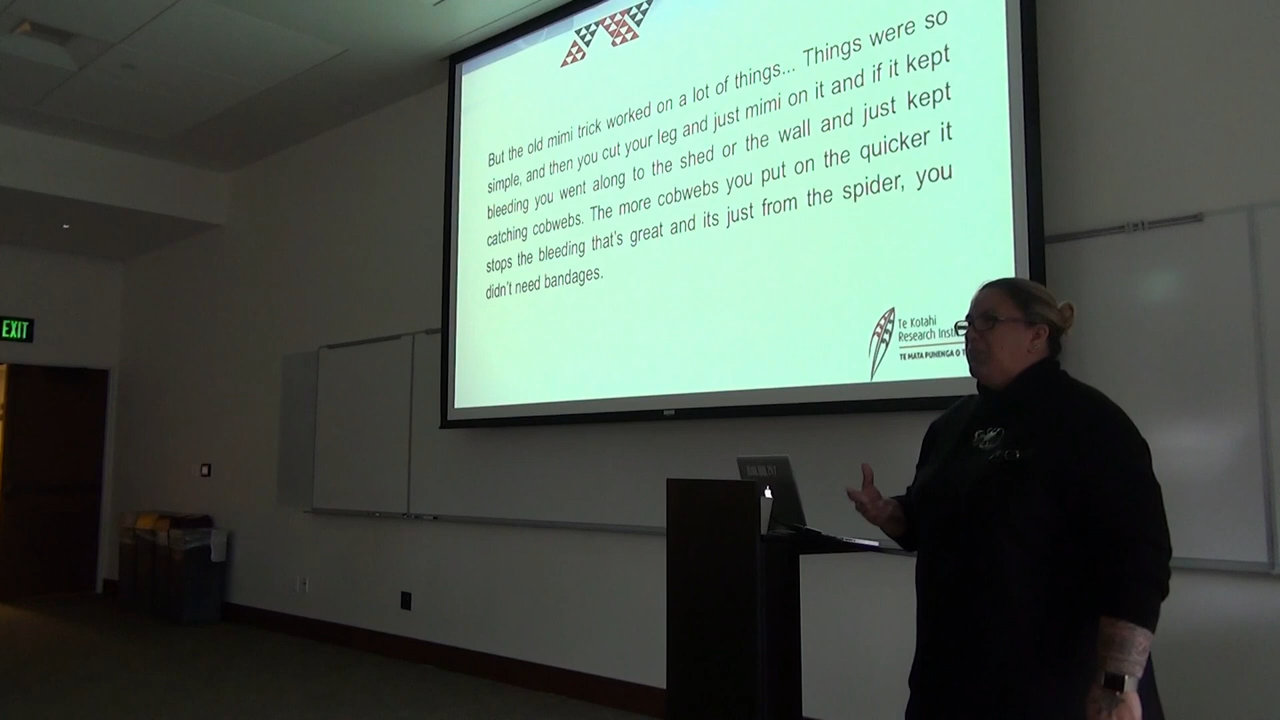 But the old mimi trick worked on a lot of things... Things were so
simple, and then you cut your leg and just mimi on it and if it kept
bleeding you went along to the shed or the wall and just kept
catching cobwebs. The more cobwebs you put on the quicker it
stops the bleeding that's great and its just from the spider, you
didn't need bandages.
Te Kotahi
Research
TE MATA PUNENGA O
EXIT